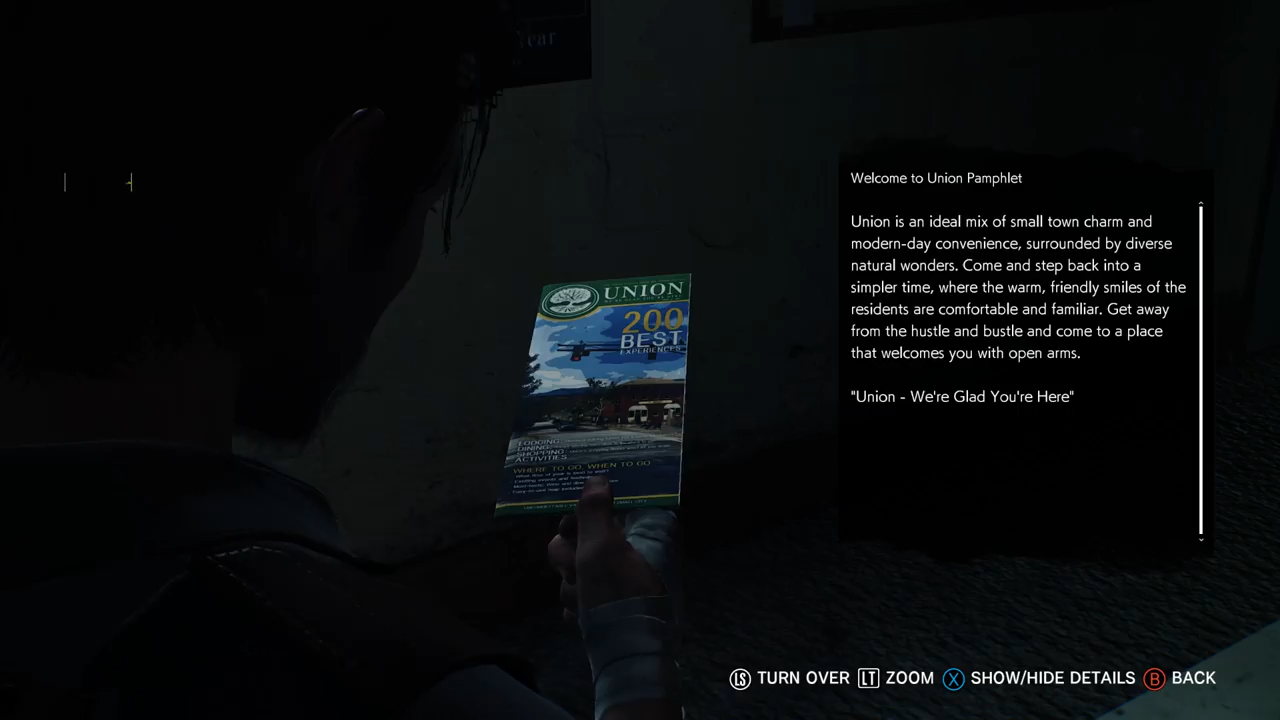 Year
UNION
200
BEST
EXPERIENCES
LODGING
DINING
SHOPPING
ACTIVITIES
WHERE TO GO, WHEN TO GO
Welcome to Union Pamphlet
Union is an ideal mix of small town charm and
modern-day convenience, surrounded by diverse
natural wonders. Come and step back into a
simpler time, where the warm, friendly smiles of the
residents are comfortable and familiar. Get away
from the hustle and bustle and come to a place
that welcomes you with open arms.
"Union - We're Glad You're Here"
LS TURN OVER LT ZOOM X SHOW/HIDE DETAILS B BACK